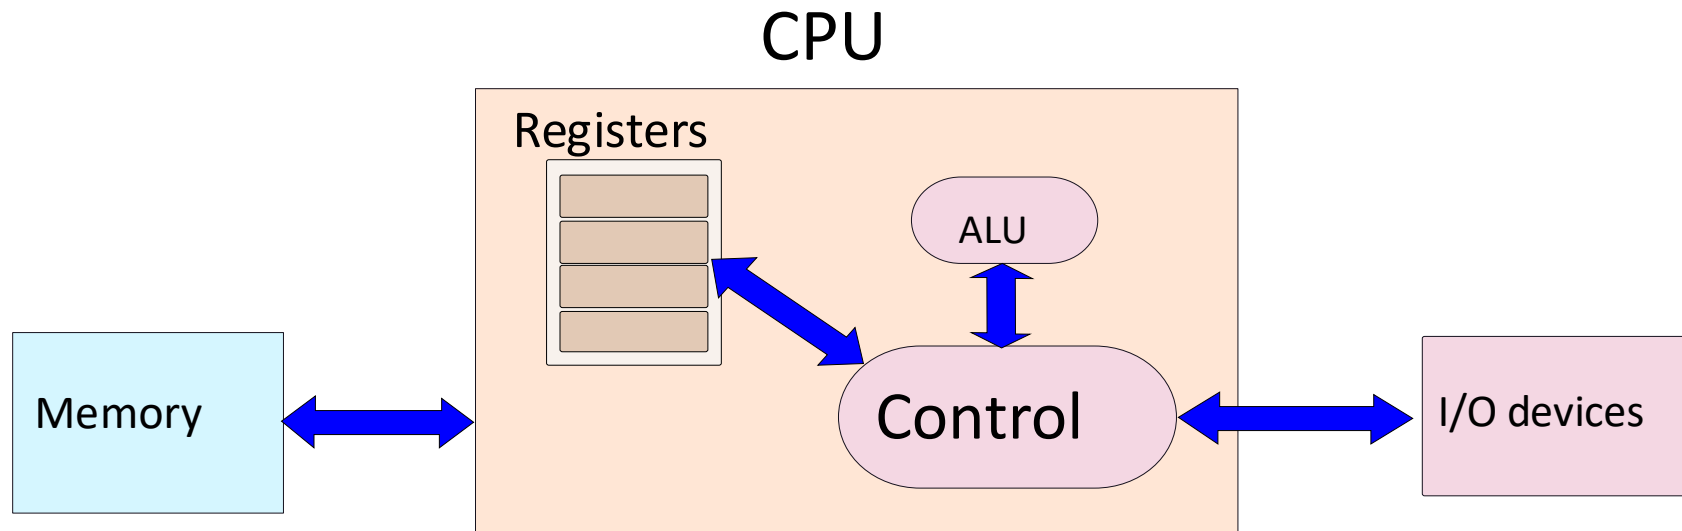 CPU
Registers
ALU
Memory
Control
I/O devices